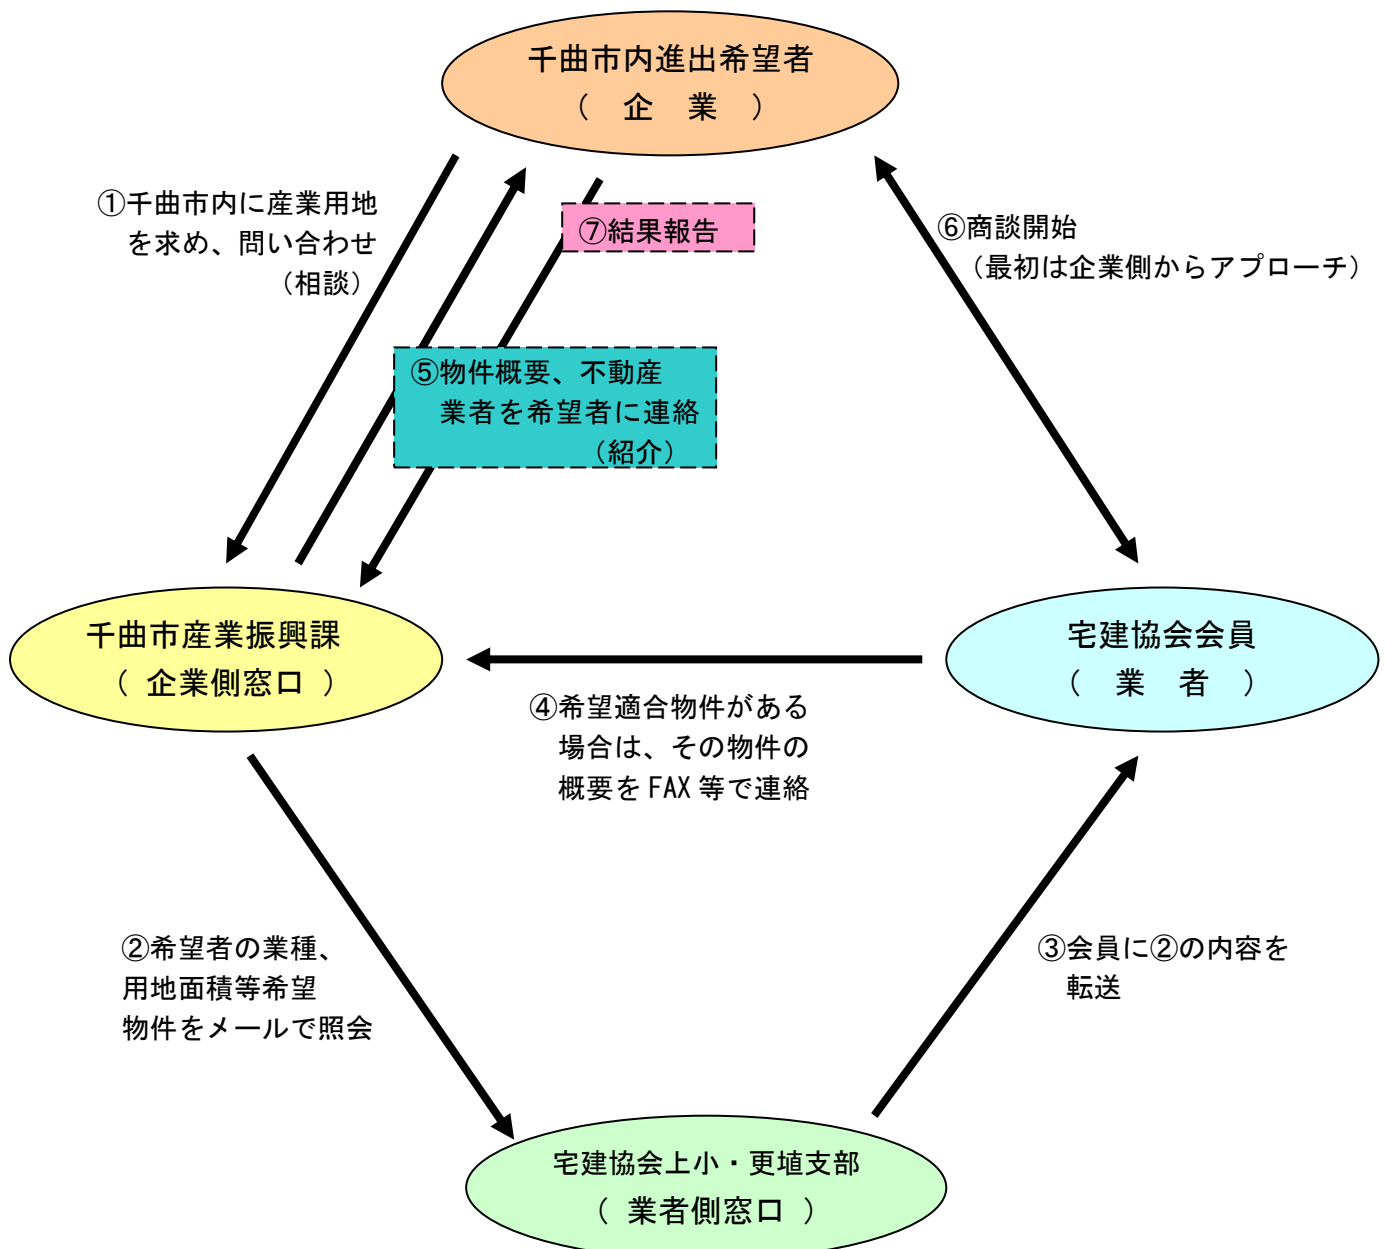 千曲市内進出希望者
（　企　業　）
①千曲市内に産業用地
を求め、問い合わせ
（相談）
⑦結果報告
⑥商談開始
（最初は企業側からアプローチ）
⑤物件概要、不動産
業者を希望者に連絡
（紹介）
千曲市産業振興課
（ 企業側窓口 ）
宅建協会会員
（　業　者　）
④希望適合物件がある
場合は、その物件の
概要を FAX 等で連絡
②希望者の業種、
用地面積等希望
物件をメールで照会
③会員に②の内容を
転送
宅建協会上小・更埴支部
（ 業者側窓口 ）